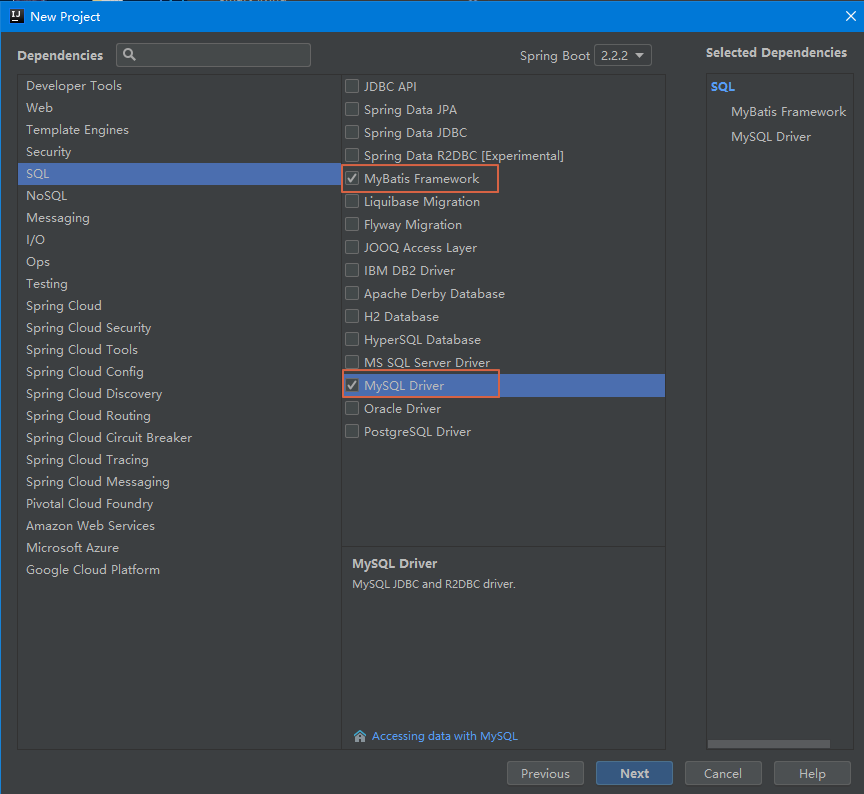 New Project
Dependencies
Spring Boot 2.2.2
Selected Dependencies
Developer Tools
Web
Template Engines
Security
SQL
NoSQL
Messaging
I/O
Ops
Testing
Spring Cloud
Spring Cloud Security
Spring Cloud Tools
Spring Cloud Config
Spring Cloud Discovery
Spring Cloud Routing
Spring Cloud Circuit Breaker
Spring Cloud Tracing
Spring Cloud Messaging
Pivotal Cloud Foundry
Amazon Web Services
Microsoft Azure
Google Cloud Platform
JDBC API
Spring Data JPA
Spring Data JDBC
Spring Data R2DBC [Experimental]
MyBatis Framework
Liquibase Migration
Flyway Migration
JOOQ Access Layer
IBM DB2 Driver
Apache Derby Database
H2 Database
HyperSQL Database
MS SQL Server Driver
MySQL Driver
Oracle Driver
PostgreSQL Driver
MySQL Driver
MySQL JDBC and R2DBC driver.
Accessing data with MySQL
SQL
MyBatis Framework
MySQL Driver
Previous
Next
Cancel
Help